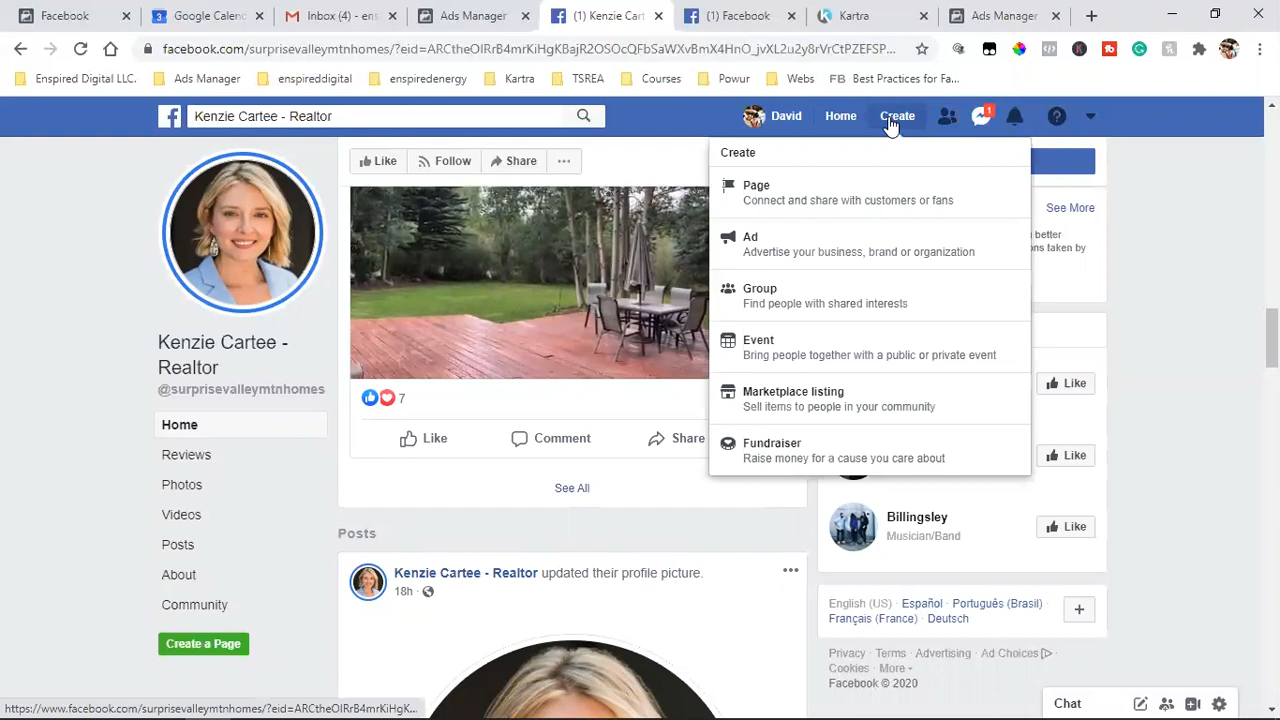 Facebook
Google Calend
Inbox (4) - ens
Ads Manager
(1) Kenzie Cart
(1) Facebook
Kartra
Ads Manager
facebook.com/surprisevalleymtnhomes/?eid=ARCtheOIRrB4mrKiHgKBajR2OSOcQFbSaWXvBmX4HnO_jvXL2u2y8rVrCtPZEFSP...
Enspired Digital LLC.
Ads Manager
enspireddigital
enspiredenergy
Kartra
TSREA
Courses
Powur
Webs
FB Best Practices for Fa...
Kenzie Cartee - Realtor
David
Home
Create
1
Like
Follow
Share
Create
Page
Connect and share with customers or fans
Ad
Advertise your business, brand or organization
Group
Find people with shared interests
Event
Bring people together with a public or private event
Marketplace listing
Sell items to people in your community
Fundraiser
Raise money for a cause you care about
See More
better
ons taken by
Kenzie Cartee -
Realtor
@surprisevalleymtnhomes
Home
Reviews
Photos
Videos
Posts
About
Community
Create a Page
7
Like
Comment
Share
See All
Posts
Kenzie Cartee - Realtor updated their profile picture.
18h
Like
Like
Billingsley
Musician/Band
Like
English (US) · Español · Português (Brasil) ·
Français (France) · Deutsch
Privacy · Terms · Advertising · Ad Choices ·
Cookies · More
Facebook © 2020
Chat
https://www.facebook.com/surprisevalleymtnhomes/?eid=ARCtheOIRrB4mrKiHgK...